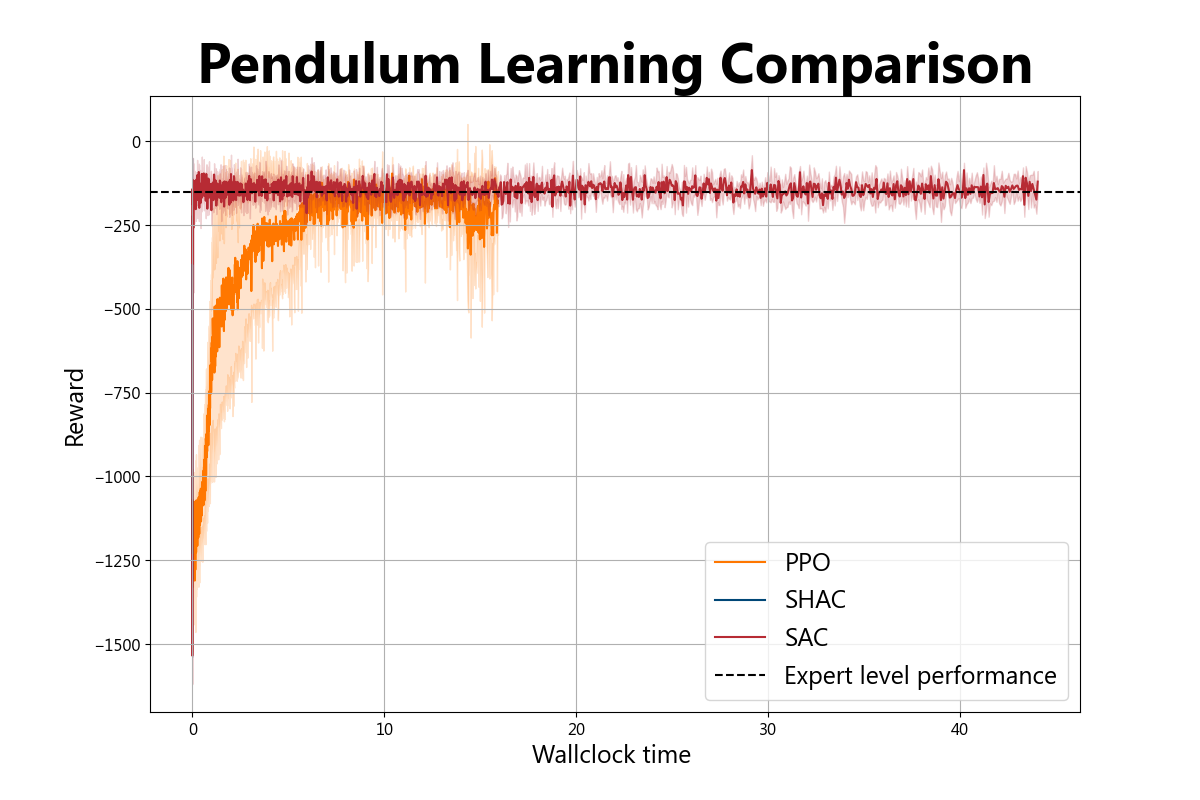 Pendulum Learning Comparison
Reward
0
−250
−500
−750
−1000
−1250
−1500
0
10
20
30
40
Wallclock time
PPO
SHAC
SAC
Expert level performance